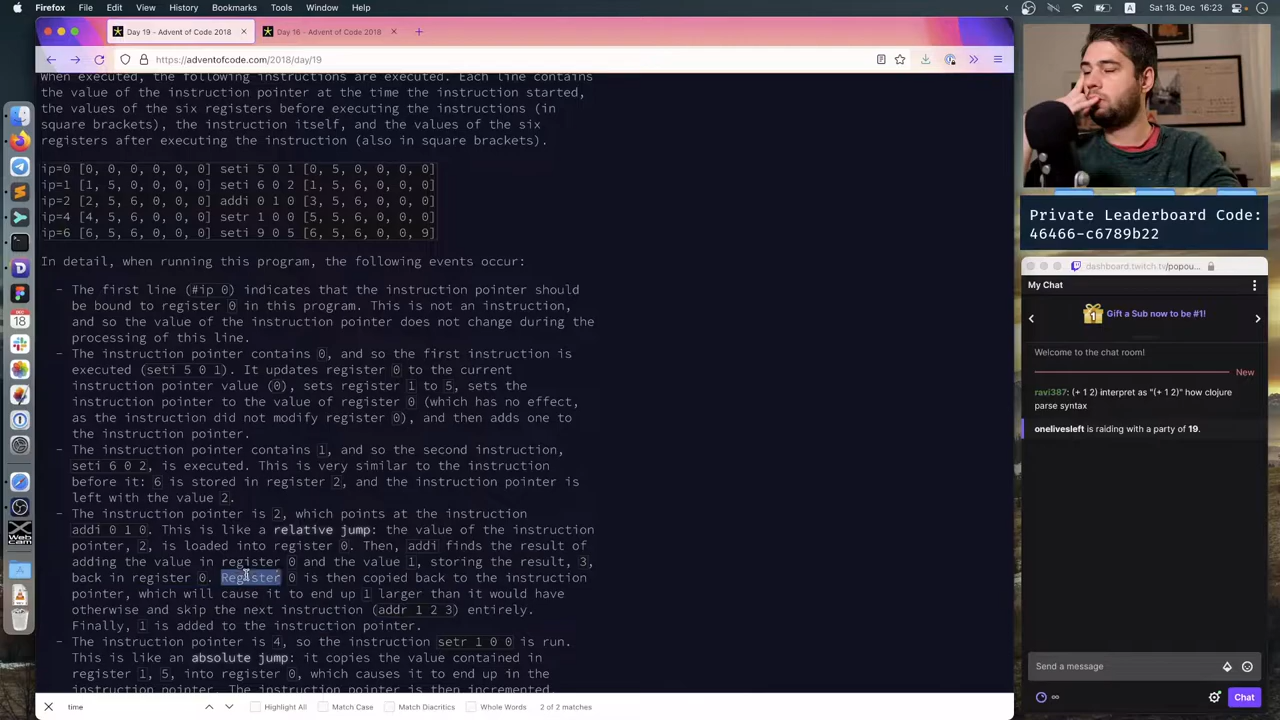 Firefox File Edit View History Bookmarks Tools Window Help
A Sat 18. Dec 16:23
Day 19 - Advent of Code 2018
Day 16 - Advent of Code 2018
https://adventofcode.com/2018/day/19
When executed, the following instructions are executed. Each line contains
the value of the instruction pointer at the time the instruction started,
the values of the six registers before executing the instructions (in
square brackets), the instruction itself, and the values of the six
registers after executing the instruction (also in square brackets).
ip=0 [0, 0, 0, 0, 0, 0] seti 5 0 1 [0, 5, 0, 0, 0, 0]
ip=1 [1, 5, 0, 0, 0, 0] seti 6 0 2 [1, 5, 6, 0, 0, 0]
ip=2 [2, 5, 6, 0, 0, 0] addi 0 1 0 [3, 5, 6, 0, 0, 0]
ip=4 [4, 5, 6, 0, 0, 0] setr 1 0 0 [5, 5, 6, 0, 0, 0]
ip=6 [6, 5, 6, 0, 0, 0] seti 9 0 5 [6, 5, 6, 0, 0, 9]
In detail, when running this program, the following events occur:
- The first line (#ip 0) indicates that the instruction pointer should
be bound to register 0 in this program. This is not an instruction,
and so the value of the instruction pointer does not change during the
processing of this line.
- The instruction pointer contains 0, and so the first instruction is
executed (seti 5 0 1). It updates register 0 to the current
instruction pointer value (0), sets register 1 to 5, sets the
instruction pointer to the value of register 0 (which has no effect,
as the instruction did not modify register 0), and then adds one to
the instruction pointer.
- The instruction pointer contains 1, and so the second instruction,
seti 6 0 2, is executed. This is very similar to the instruction
before it: 6 is stored in register 2, and the instruction pointer is
left with the value 2.
- The instruction pointer is 2, which points at the instruction
addi 0 1 0. This is like a relative jump: the value of the instruction
pointer, 2, is loaded into register 0. Then, addi finds the result of
adding the value in register 0 and the value 1, storing the result, 3,
back in register 0. Register 0 is then copied back to the instruction
pointer, which will cause it to end up 1 larger than it would have
otherwise and skip the next instruction (addr 1 2 3) entirely.
Finally, 1 is added to the instruction pointer.
- The instruction pointer is 4, so the instruction setr 1 0 0 is run.
This is like an absolute jump: it copies the value contained in
register 1, 5, into register 0, which causes it to end up in the
instruction pointer. The instruction pointer is then incremented,
time
Highlight All
Match Case
Match Diacritics
Whole Words
2 of 2 matches
DEC
18
Web
Cam
Private Leaderboard Code:
46466-c6789b22
dashboard.twitch.tv/popou...
My Chat
1
Gift a Sub now to be #1!
Welcome to the chat room!
New
ravi387: (+ 1 2) interpret as "(+ 1 2)" how clojure
parse syntax
onelivesleft is raiding with a party of 19.
Send a message
∞
Chat